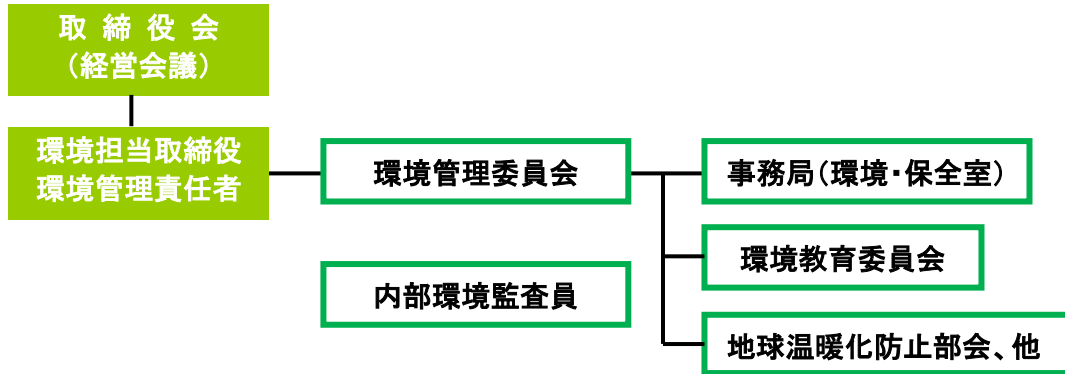 取 締 役 会
（経営会議）
環境担当取締役
環境管理責任者
環境管理委員会
内部環境監査員
事務局（環境・保全室）
環境教育委員会
地球温暖化防止部会、他